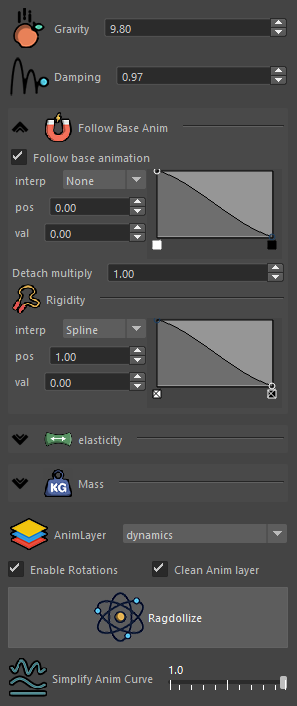 Gravity 9.80
Damping 0.97
Follow Base Anim
Follow base animation
interp None
pos 0.00
val 0.00
Detach multiply 1.00
Rigidity
interp Spline
pos 1.00
val 0.00
elasticity
KG Mass
AnimLayer dynamics
Enable Rotations Clean Anim layer
Ragdollize
1.0
Simplify Anim Curve